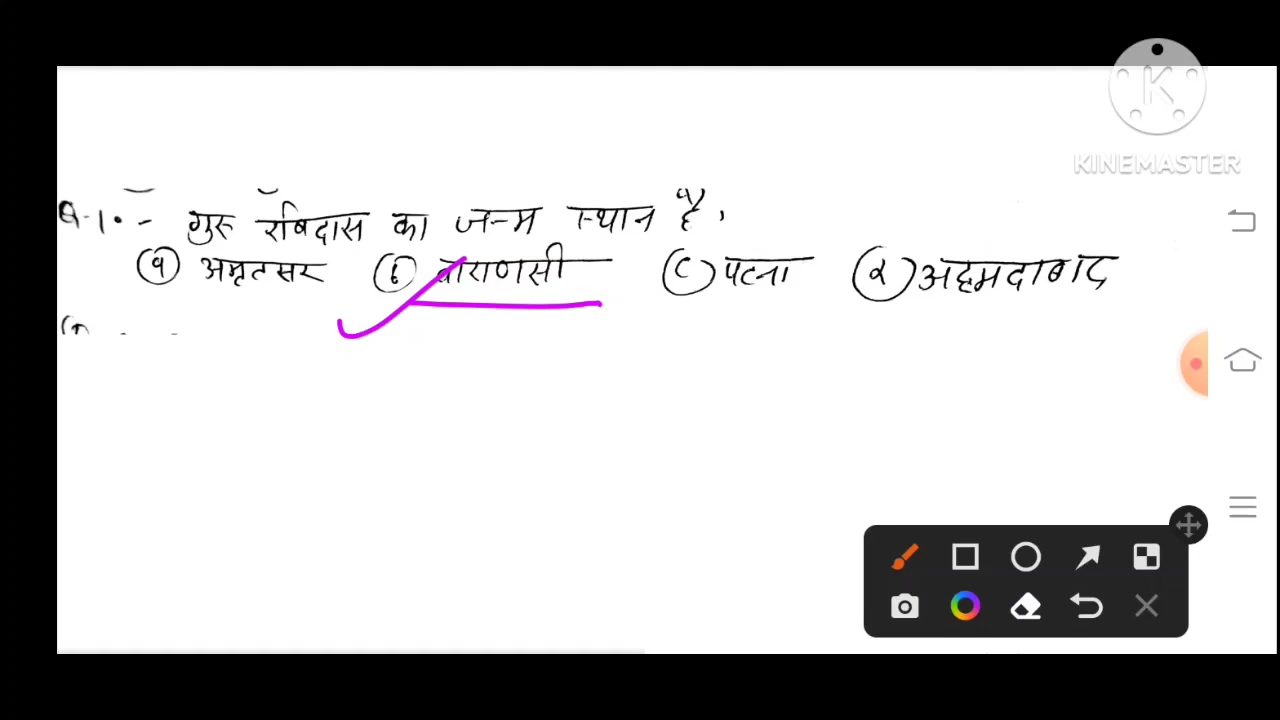 KINEMASTER
Q-1. - गुरु रविदास का जन्म स्थान है,
(a) अमृतसर (b) वाराणसी (c) पटना (d) अहमदाबाद